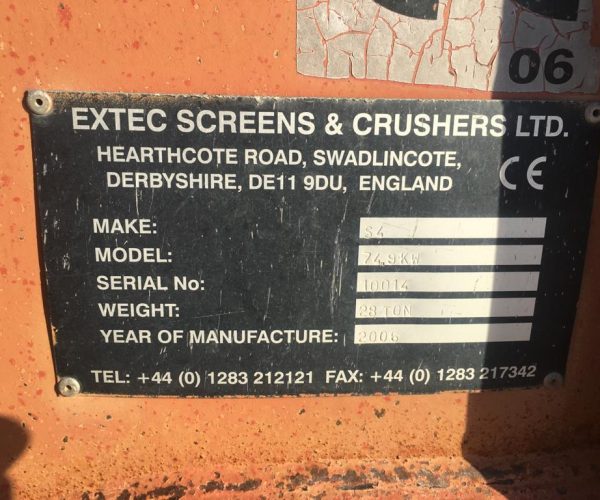 06
EXTEC SCREENS & CRUSHERS LTD.
HEARTHCOTE ROAD, SWADLINCOTE,
DERBYSHIRE, DE11 9DU, ENGLAND CE
MAKE: S4
MODEL: 74.9KW
SERIAL No: 10014
WEIGHT: 28 TON
YEAR OF MANUFACTURE: 2006
TEL: +44 (0) 1283 212121 FAX: +44 (0) 1283 217342